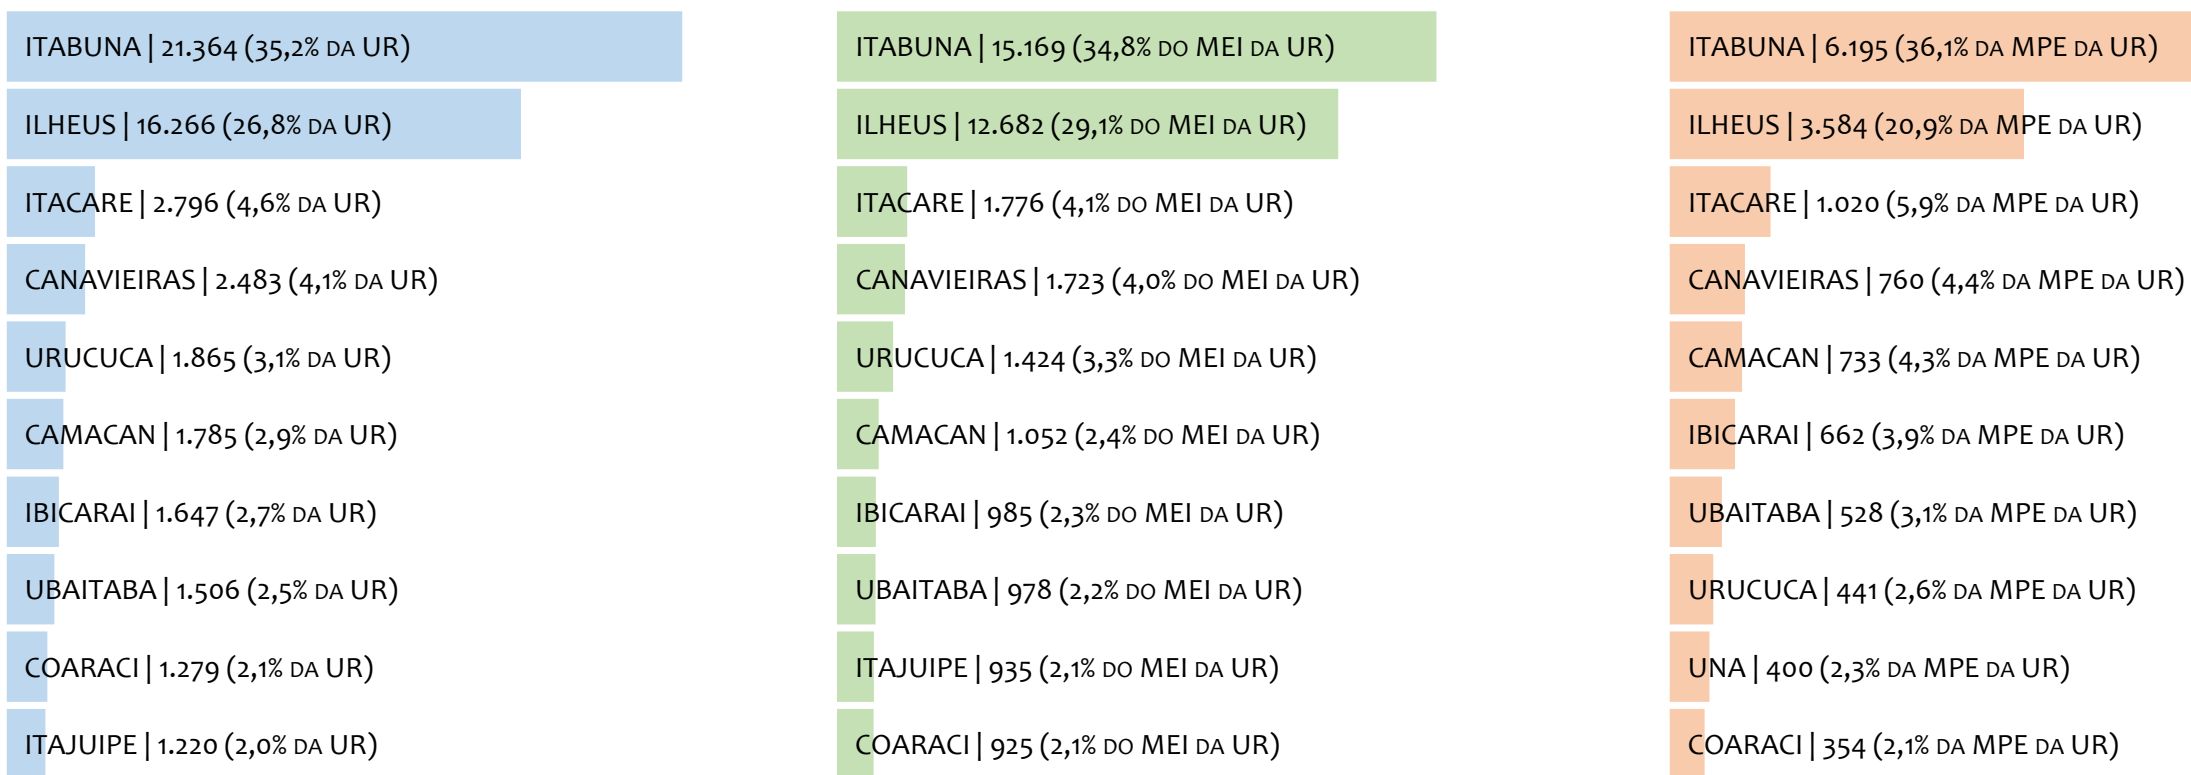 ITABUNA | 21.364 (35,2% DA UR)
ILHEUS | 16.266 (26,8% DA UR)
ITACARE | 2.796 (4,6% DA UR)
CANAVIEIRAS | 2.483 (4,1% DA UR)
URUCUCA | 1.865 (3,1% DA UR)
CAMACAN | 1.785 (2,9% DA UR)
IBICARAI | 1.647 (2,7% DA UR)
UBAITABA | 1.506 (2,5% DA UR)
COARACI | 1.279 (2,1% DA UR)
ITAJUIPE | 1.220 (2,0% DA UR)
ITABUNA | 15.169 (34,8% DO MEI DA UR)
ILHEUS | 12.682 (29,1% DO MEI DA UR)
ITACARE | 1.776 (4,1% DO MEI DA UR)
CANAVIEIRAS | 1.723 (4,0% DO MEI DA UR)
URUCUCA | 1.424 (3,3% DO MEI DA UR)
CAMACAN | 1.052 (2,4% DO MEI DA UR)
IBICARAI | 985 (2,3% DO MEI DA UR)
UBAITABA | 978 (2,2% DO MEI DA UR)
ITAJUIPE | 935 (2,1% DO MEI DA UR)
COARACI | 925 (2,1% DO MEI DA UR)
ITABUNA | 6.195 (36,1% DA MPE DA UR)
ILHEUS | 3.584 (20,9% DA MPE DA UR)
ITACARE | 1.020 (5,9% DA MPE DA UR)
CANAVIEIRAS | 760 (4,4% DA MPE DA UR)
CAMACAN | 733 (4,3% DA MPE DA UR)
IBICARAI | 662 (3,9% DA MPE DA UR)
UBAITABA | 528 (3,1% DA MPE DA UR)
URUCUCA | 441 (2,6% DA MPE DA UR)
UNA | 400 (2,3% DA MPE DA UR)
COARACI | 354 (2,1% DA MPE DA UR)